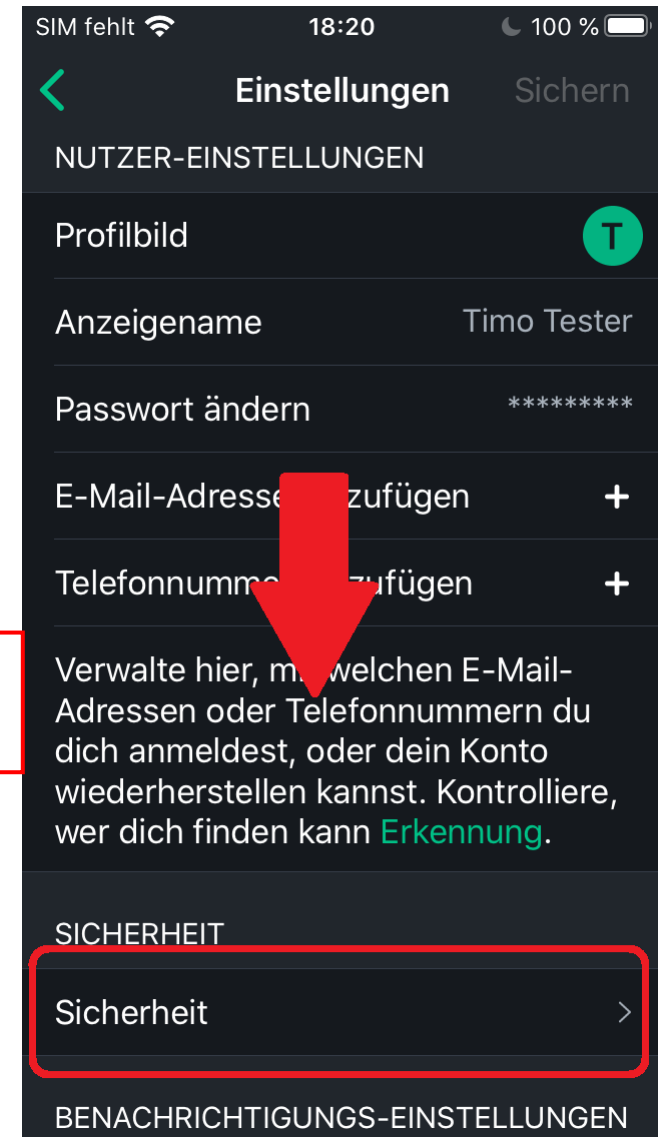 SIM fehlt 18:20 100 %
Einstellungen Sichern
NUTZER-EINSTELLUNGEN
Profilbild T
Anzeigename Timo Tester
Passwort ändern *********
E-Mail-Adresse zufügen +
Telefonnumme zufügen +
Verwalte hier, m welchen E-Mail-
Adressen oder Telefonnummern du
dich anmeldest, oder dein Konto
wiederherstellen kannst. Kontrolliere,
wer dich finden kann Erkennung.
SICHERHEIT
Sicherheit >
BENACHRICHTIGUNGS-EINSTELLUNGEN